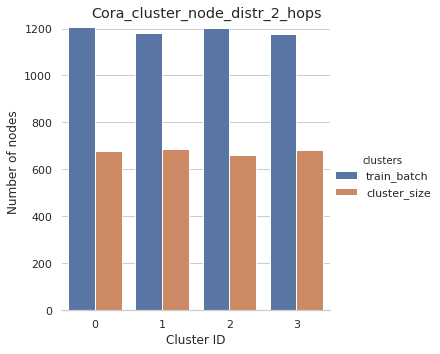 Cora_cluster_node_distr_2_hops
1200
1000
800
600
400
200
0
Number of nodes
0 1 2 3
Cluster ID
clusters
train_batch
cluster_size